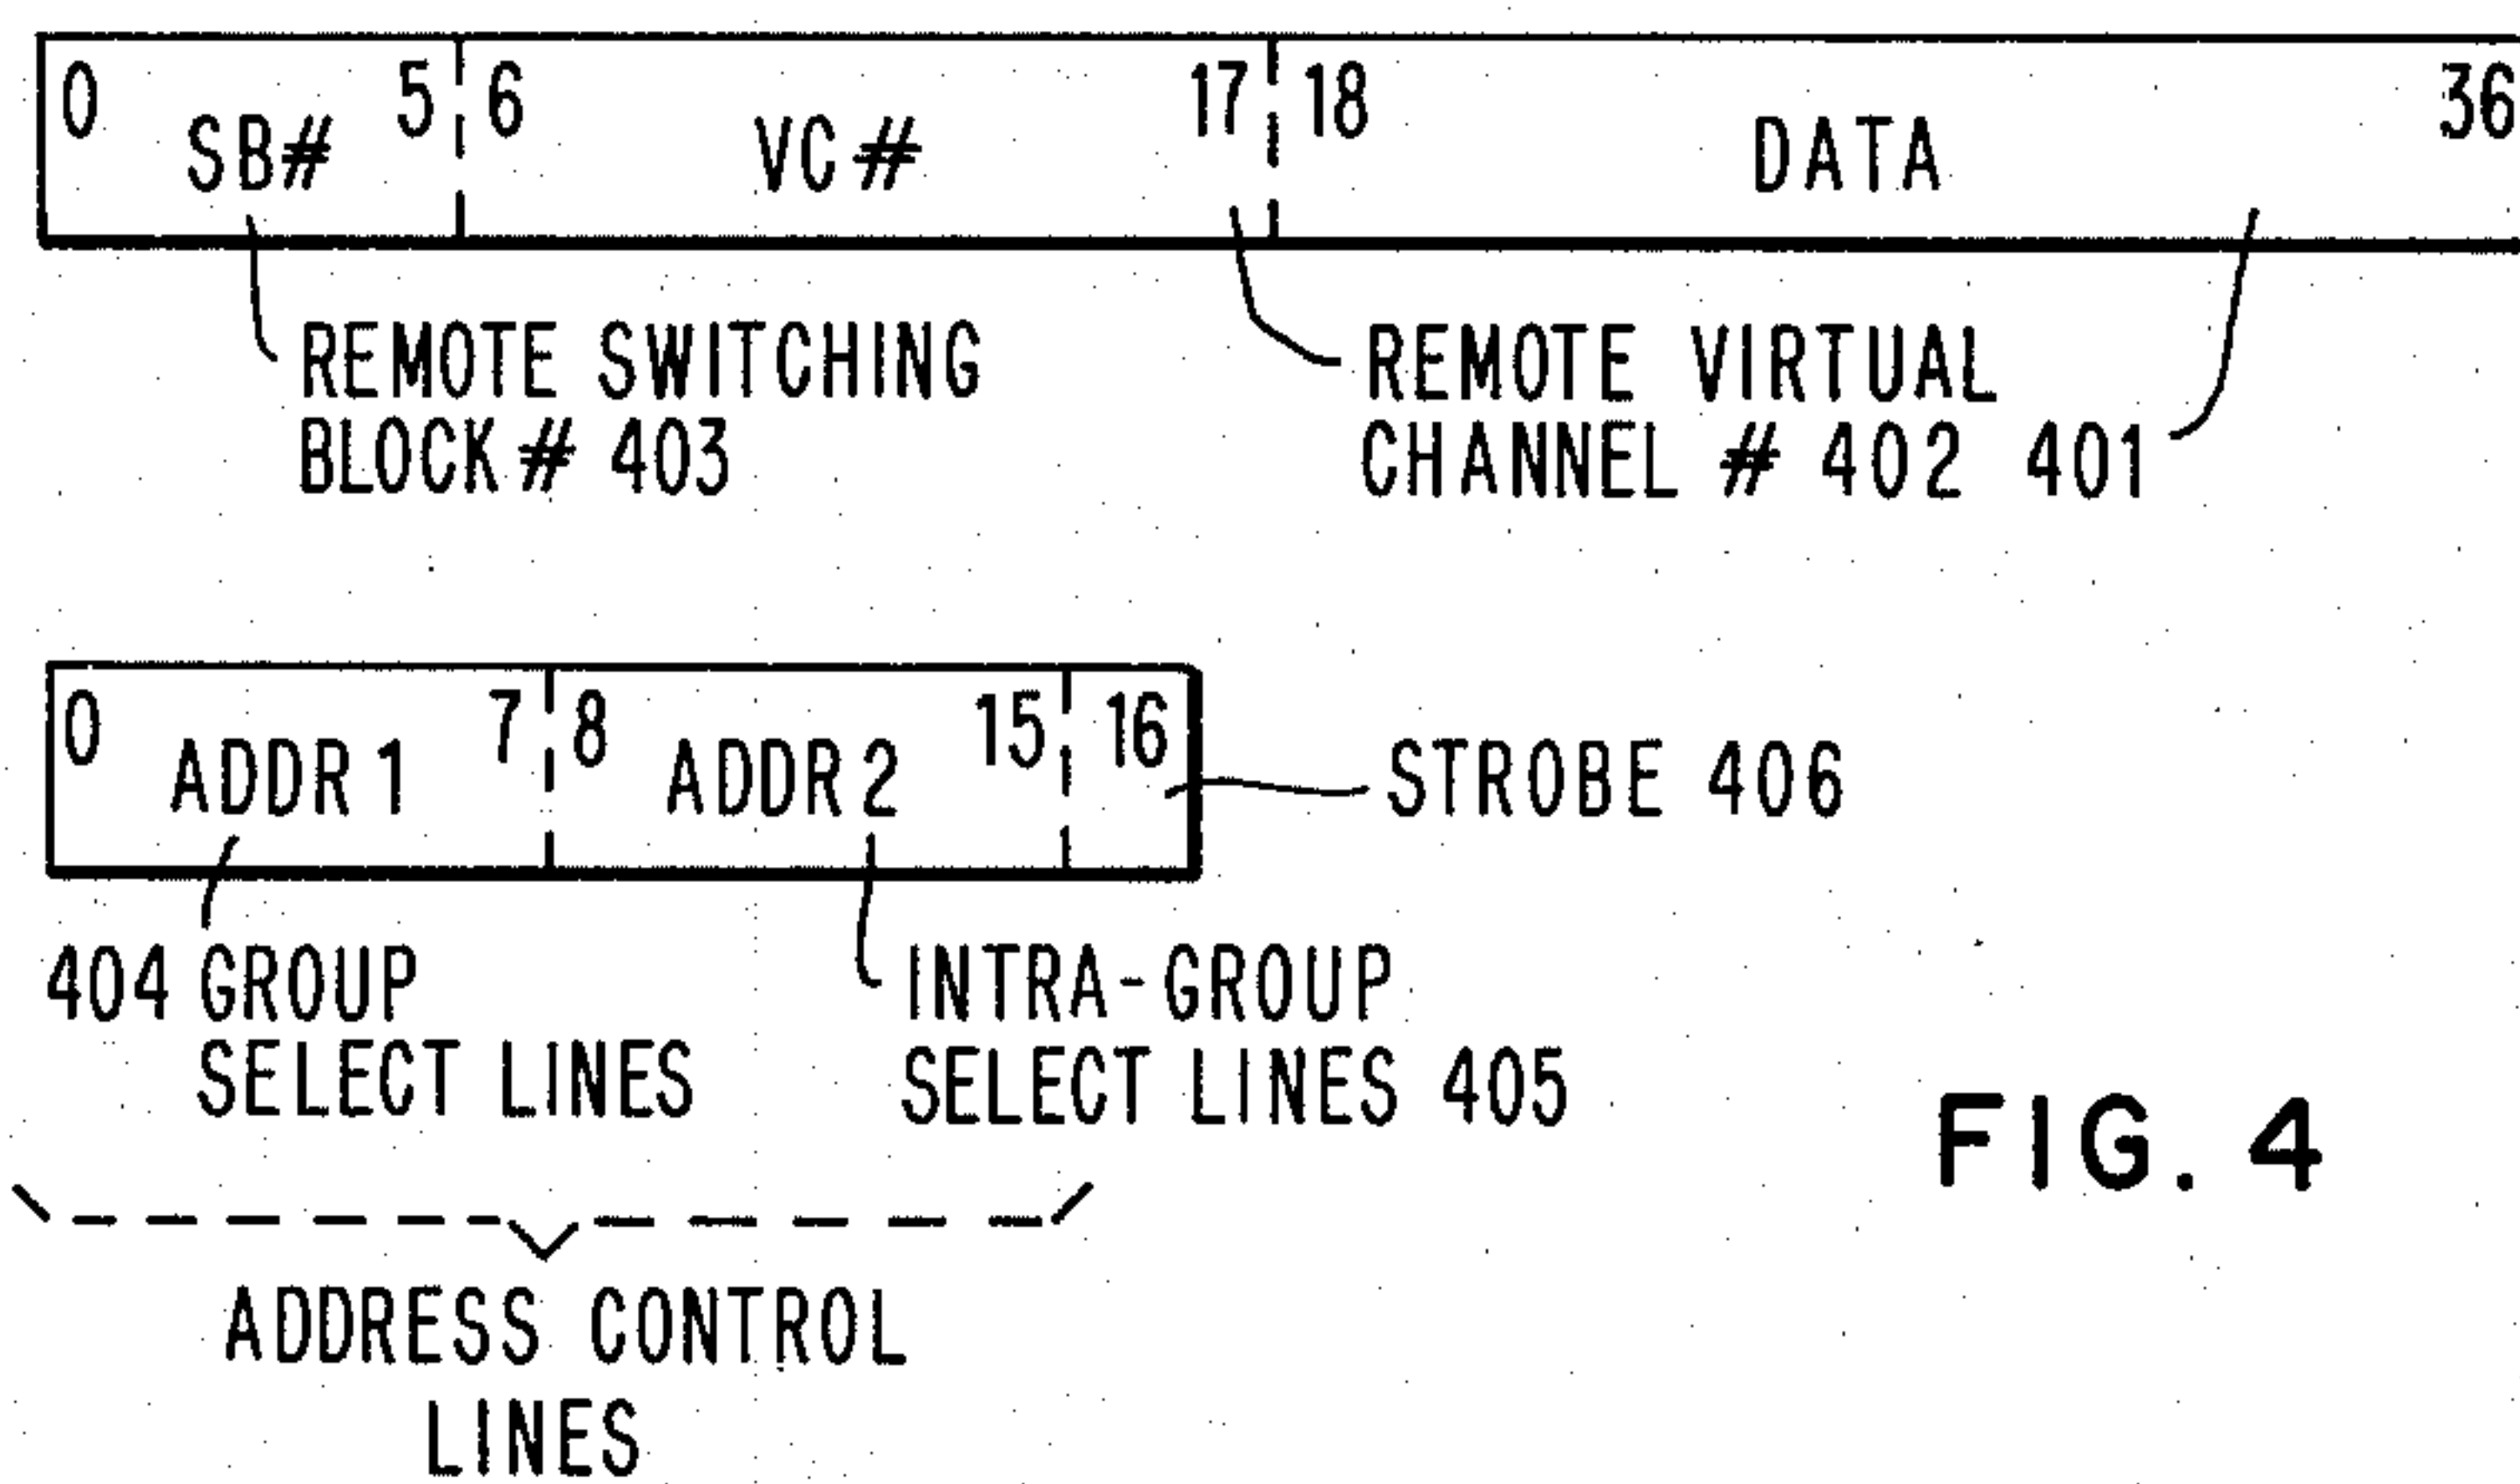 0 SB# 5 6 VC# 17 18 DATA 36
REMOTE SWITCHING
BLOCK # 403
REMOTE VIRTUAL
CHANNEL # 402 401
0 ADDR 1 7 8 ADDR 2 15 16
STROBE 406
404 GROUP
SELECT LINES
INTRA-GROUP
SELECT LINES 405
ADDRESS CONTROL
LINES
FIG. 4